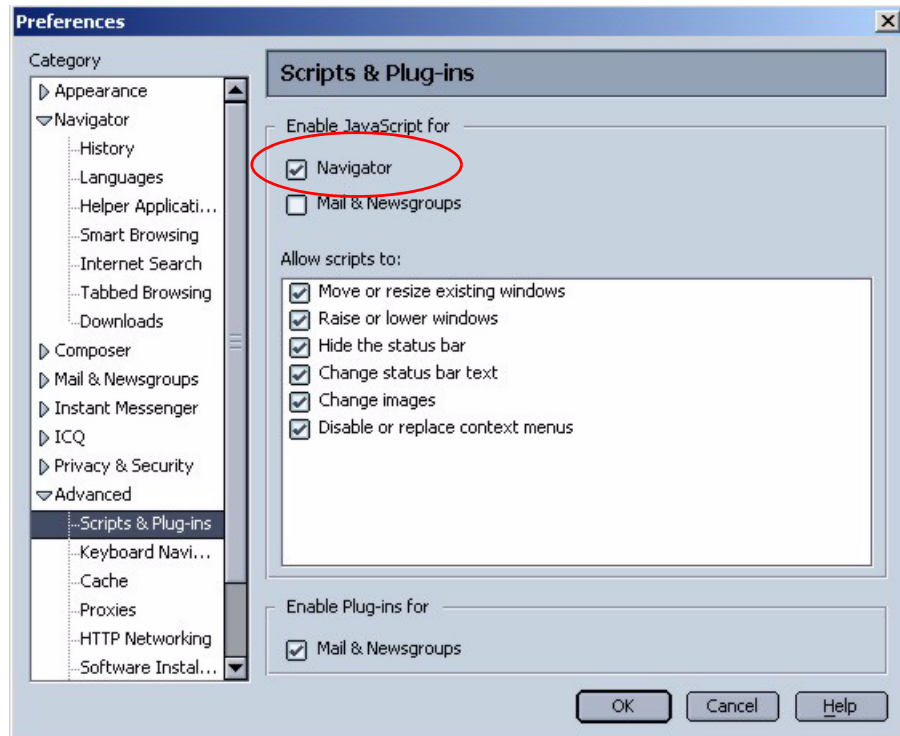 Preferences
Category
Appearance
Navigator
History
Languages
Helper Applicati...
Smart Browsing
Internet Search
Tabbed Browsing
Downloads
Composer
Mail & Newsgroups
Instant Messenger
ICQ
Privacy & Security
Advanced
Scripts & Plug-ins
Keyboard Navi...
Cache
Proxies
HTTP Networking
Software Instal...
Scripts & Plug-ins
Enable JavaScript for
Navigator
Mail & Newsgroups
Allow scripts to:
Move or resize existing windows
Raise or lower windows
Hide the status bar
Change status bar text
Change images
Disable or replace context menus
Enable Plug-ins for
Mail & Newsgroups
OK Cancel Help